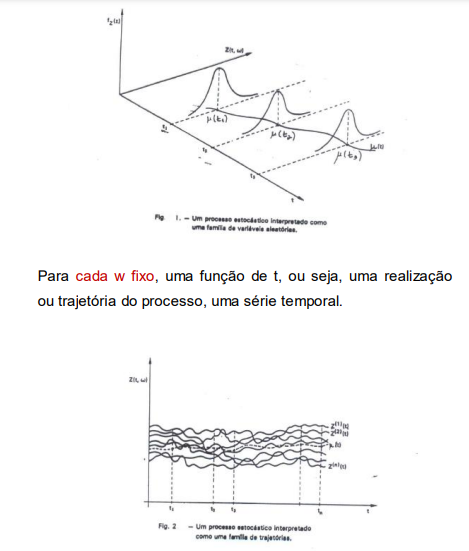 f_Z(z)
Z(t, ω)
μ(t₁)
μ(t₂)
μ(t₃)
μ(t)
t₁
t₂
t₃
t
Fig. 1. – Um processo estocástico interpretado como
uma família de variáveis aleatórias.
Para cada w fixo, uma função de t, ou seja, uma realização
ou trajetória do processo, uma série temporal.
Z(t, ω)
Z⁽¹⁾(t)
Z⁽²⁾(t)
μ(t)
Z⁽ⁿ⁾(t)
t₁ t₂ t₃ tₙ t
Fig. 2 – Um processo estocástico interpretado
como uma família de trajetórias.